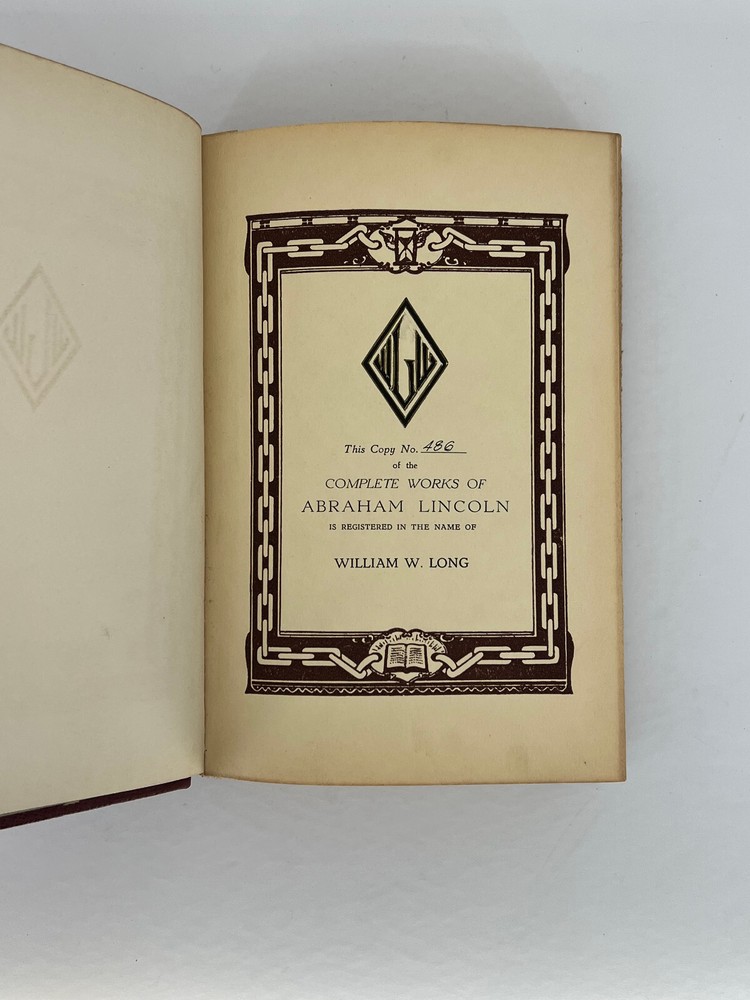 WLW
This Copy No. 486
of the
COMPLETE WORKS OF
ABRAHAM LINCOLN
IS REGISTERED IN THE NAME OF
WILLIAM W. LONG